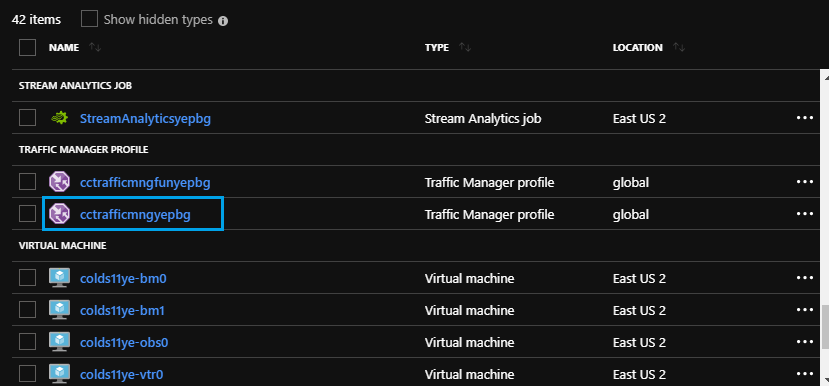 42 items Show hidden types
NAME TYPE LOCATION
STREAM ANALYTICS JOB
StreamAnalyticsyepbg Stream Analytics job East US 2
TRAFFIC MANAGER PROFILE
cctrafficmngfunyepbg Traffic Manager profile global
cctrafficmngyepbg Traffic Manager profile global
VIRTUAL MACHINE
colds11ye-bm0 Virtual machine East US 2
colds11ye-bm1 Virtual machine East US 2
colds11ye-obs0 Virtual machine East US 2
colds11ye-vtr0 Virtual machine East US 2